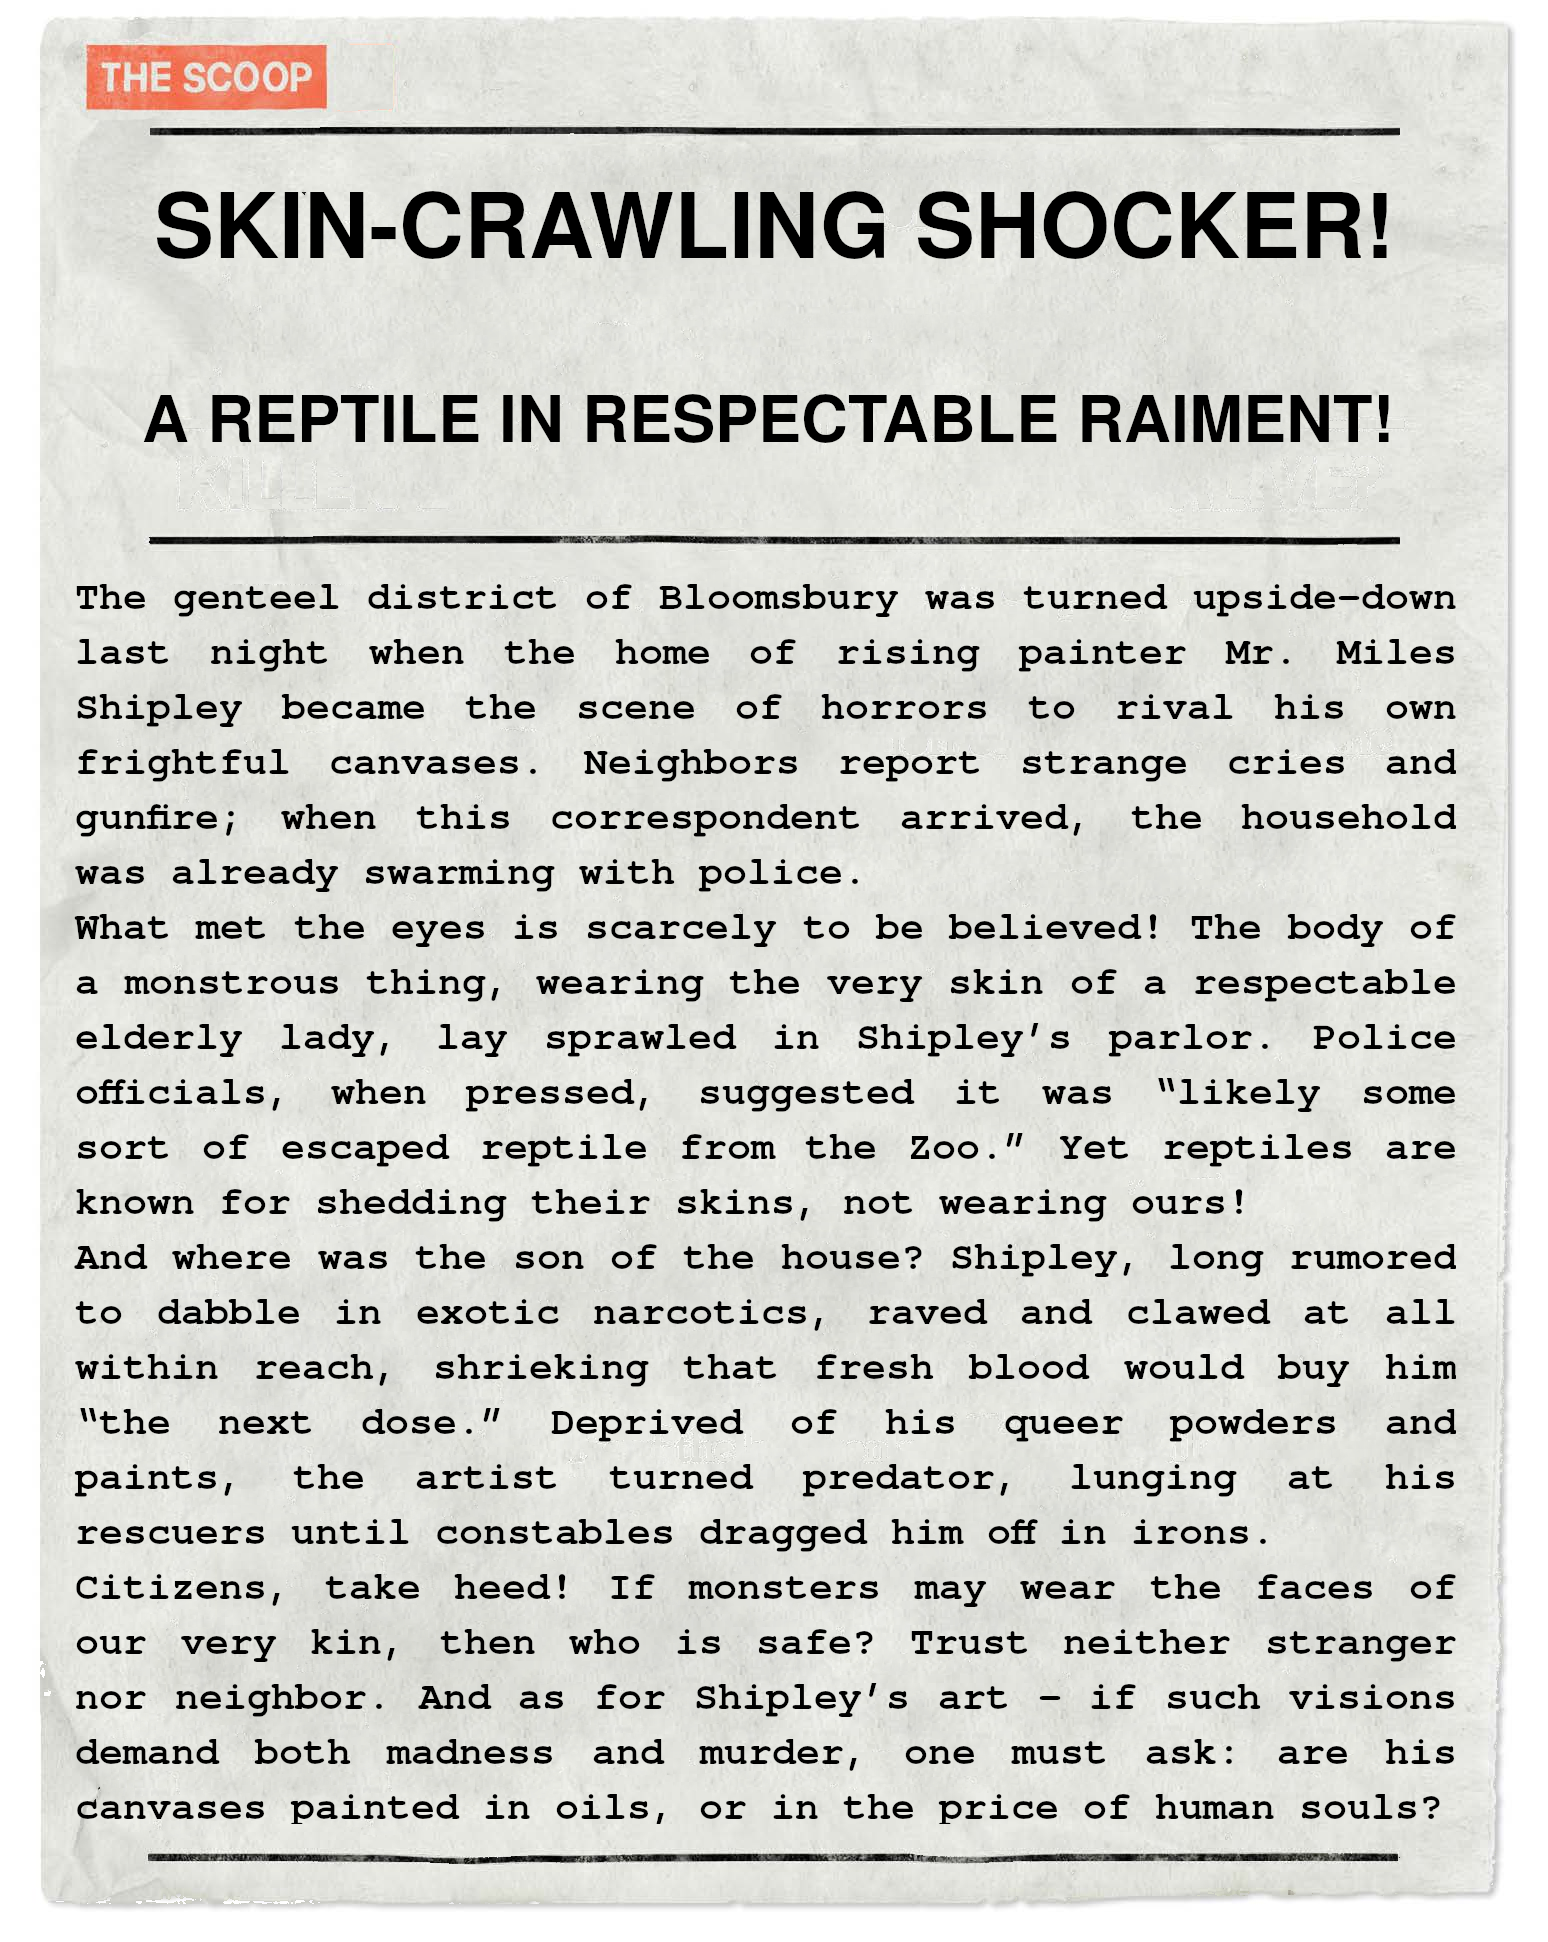 THE SCOOP
SKIN-CRAWLING SHOCKER!
A REPTILE IN RESPECTABLE RAIMENT!
The genteel district of Bloomsbury was turned upside-down
last night when the home of rising painter Mr. Miles
Shipley became the scene of horrors to rival his own
frightful canvases. Neighbors report strange cries and
gunfire; when this correspondent arrived, the household
was already swarming with police.
What met the eyes is scarcely to be believed! The body of
a monstrous thing, wearing the very skin of a respectable
elderly lady, lay sprawled in Shipley's parlor. Police
officials, when pressed, suggested it was “likely some
sort of escaped reptile from the Zoo.” Yet reptiles are
known for shedding their skins, not wearing ours!
And where was the son of the house? Shipley, long rumored
to dabble in exotic narcotics, raved and clawed at all
within reach, shrieking that fresh blood would buy him
“the next dose.” Deprived of his queer powders and
paints, the artist turned predator, lunging at his
rescuers until constables dragged him off in irons.
Citizens, take heed! If monsters may wear the faces of
our very kin, then who is safe? Trust neither stranger
nor neighbor. And as for Shipley's art – if such visions
demand both madness and murder, one must ask: are his
canvases painted in oils, or in the price of human souls?